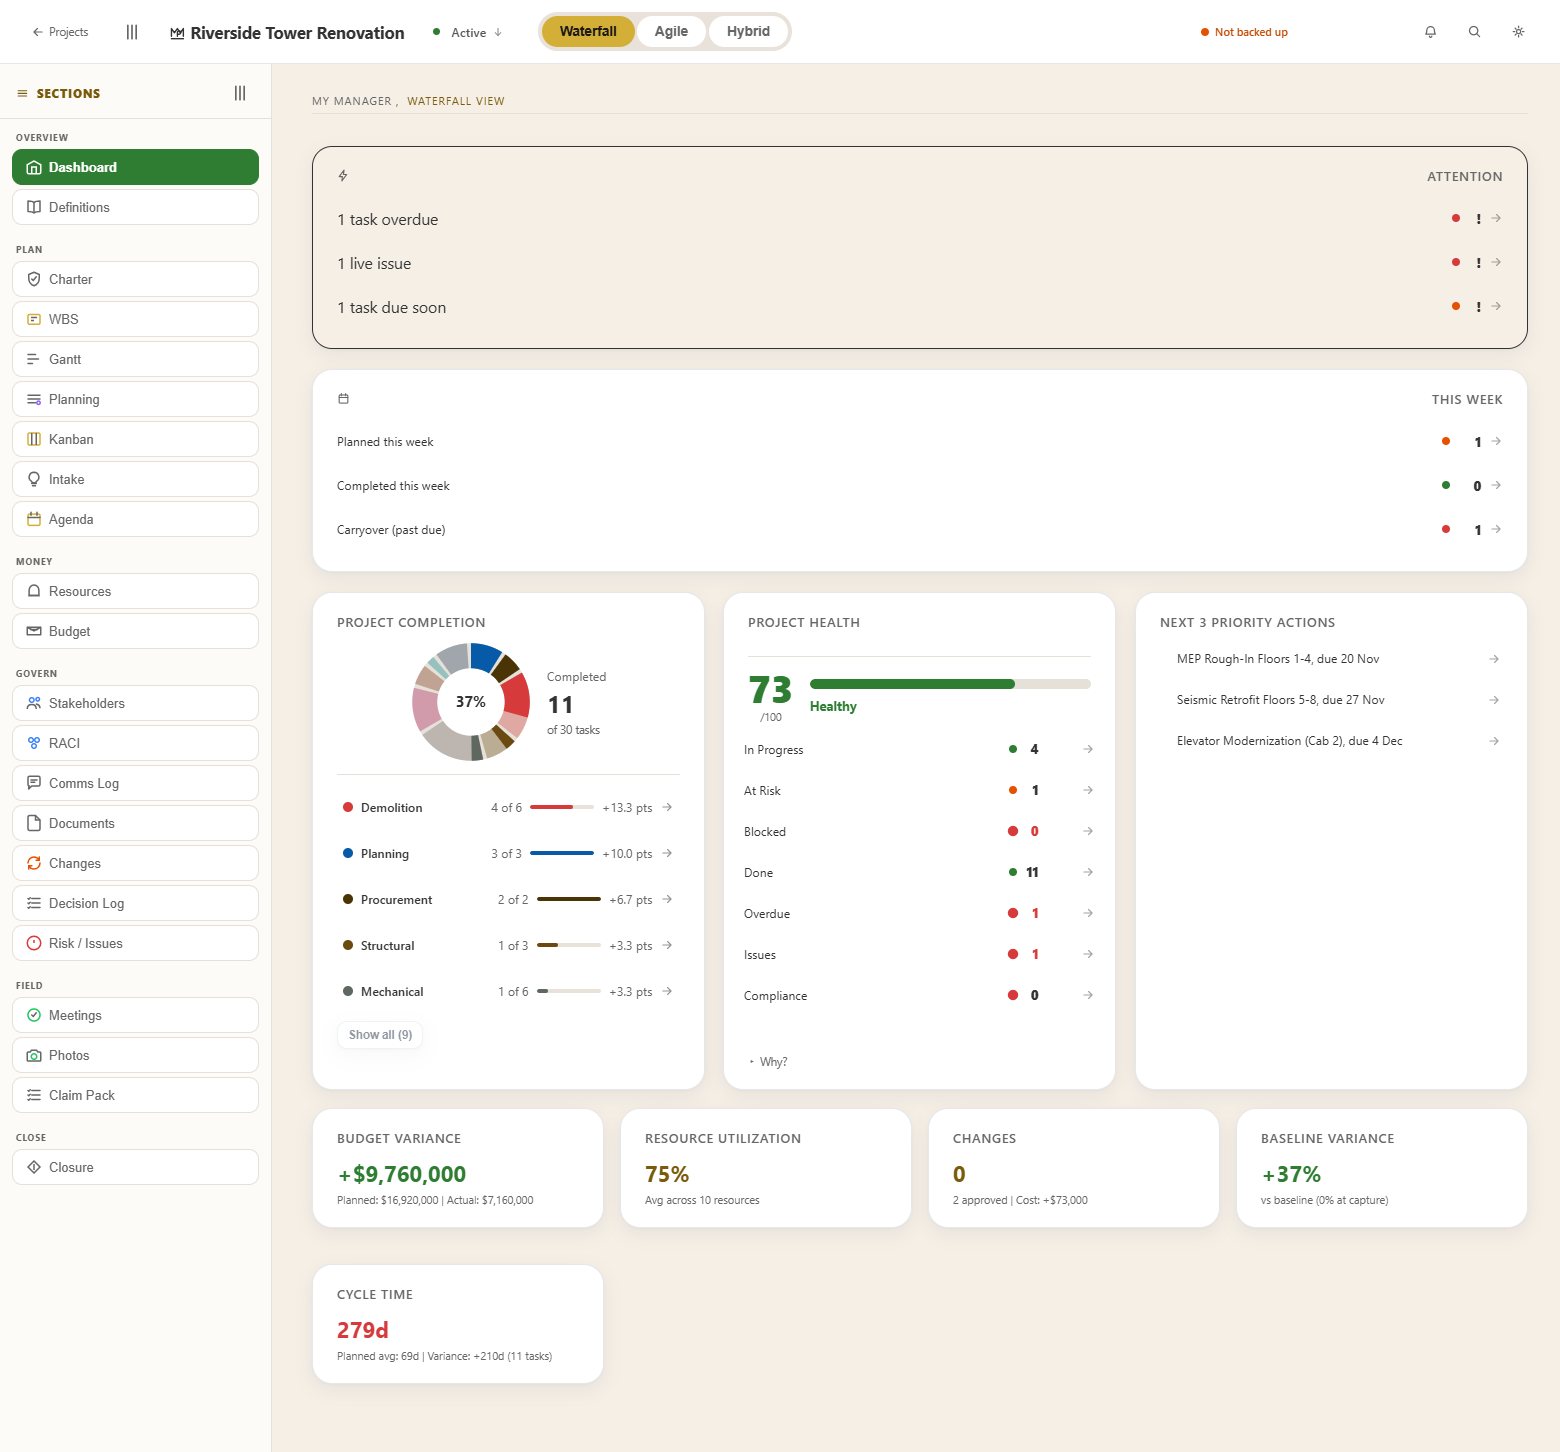 Projects
Riverside Tower Renovation
Active
Waterfall
Agile
Hybrid
Not backed up
SECTIONS
OVERVIEW
Dashboard
Definitions
PLAN
Charter
WBS
Gantt
Planning
Kanban
Intake
Agenda
MONEY
Resources
Budget
GOVERN
Stakeholders
RACI
Comms Log
Documents
Changes
Decision Log
Risk / Issues
FIELD
Meetings
Photos
Claim Pack
CLOSE
Closure
MY MANAGER , WATERFALL VIEW
ATTENTION
1 task overdue !
1 live issue !
1 task due soon !
THIS WEEK
Planned this week 1
Completed this week 0
Carryover (past due) 1
PROJECT COMPLETION
37%
Completed
11
of 30 tasks
Demolition 4 of 6 +13.3 pts
Planning 3 of 3 +10.0 pts
Procurement 2 of 2 +6.7 pts
Structural 1 of 3 +3.3 pts
Mechanical 1 of 6 +3.3 pts
Show all (9)
PROJECT HEALTH
73
/100
Healthy
In Progress 4
At Risk 1
Blocked 0
Done 11
Overdue 1
Issues 1
Compliance 0
Why?
NEXT 3 PRIORITY ACTIONS
MEP Rough-In Floors 1-4, due 20 Nov
Seismic Retrofit Floors 5-8, due 27 Nov
Elevator Modernization (Cab 2), due 4 Dec
BUDGET VARIANCE
+$9,760,000
Planned: $16,920,000 | Actual: $7,160,000
RESOURCE UTILIZATION
75%
Avg across 10 resources
CHANGES
0
2 approved | Cost: +$73,000
BASELINE VARIANCE
+37%
vs baseline (0% at capture)
CYCLE TIME
279d
Planned avg: 69d | Variance: +210d (11 tasks)